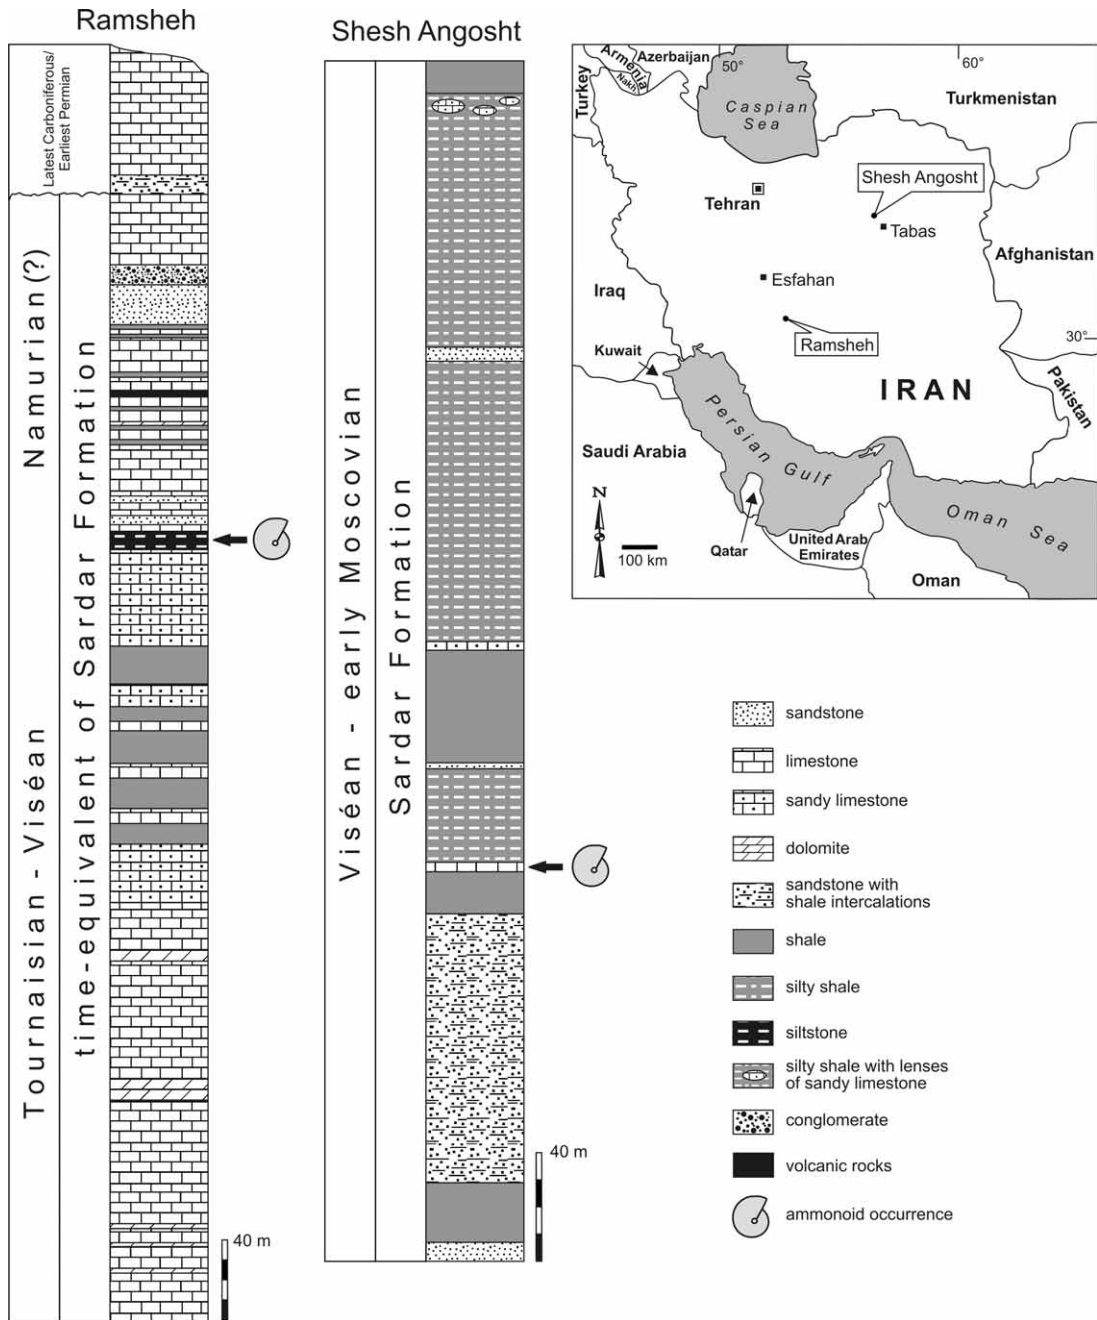 Ramsheh
Latest Carboniferous/
Earliest Permian
Namurian (?)
Tournaisian - Viséan
time-equivalent of Sardar Formation
40 m
Shesh Angosht
Viséan - early Moscovian
Sardar Formation
40 m
50°
60°
30°
Armenia
Azerbaijan
Nakh.
Turkey
Caspian
Sea
Turkmenistan
Shesh Angosht
Tehran
Tabas
Afghanistan
Esfahan
Iraq
Ramsheh
Kuwait
IRAN
Pakistan
Persian Gulf
Saudi Arabia
N
100 km
Qatar
United Arab
Emirates
Oman Sea
Oman
sandstone
limestone
sandy limestone
dolomite
sandstone with
shale intercalations
shale
silty shale
siltstone
silty shale with lenses
of sandy limestone
conglomerate
volcanic rocks
ammonoid occurrence